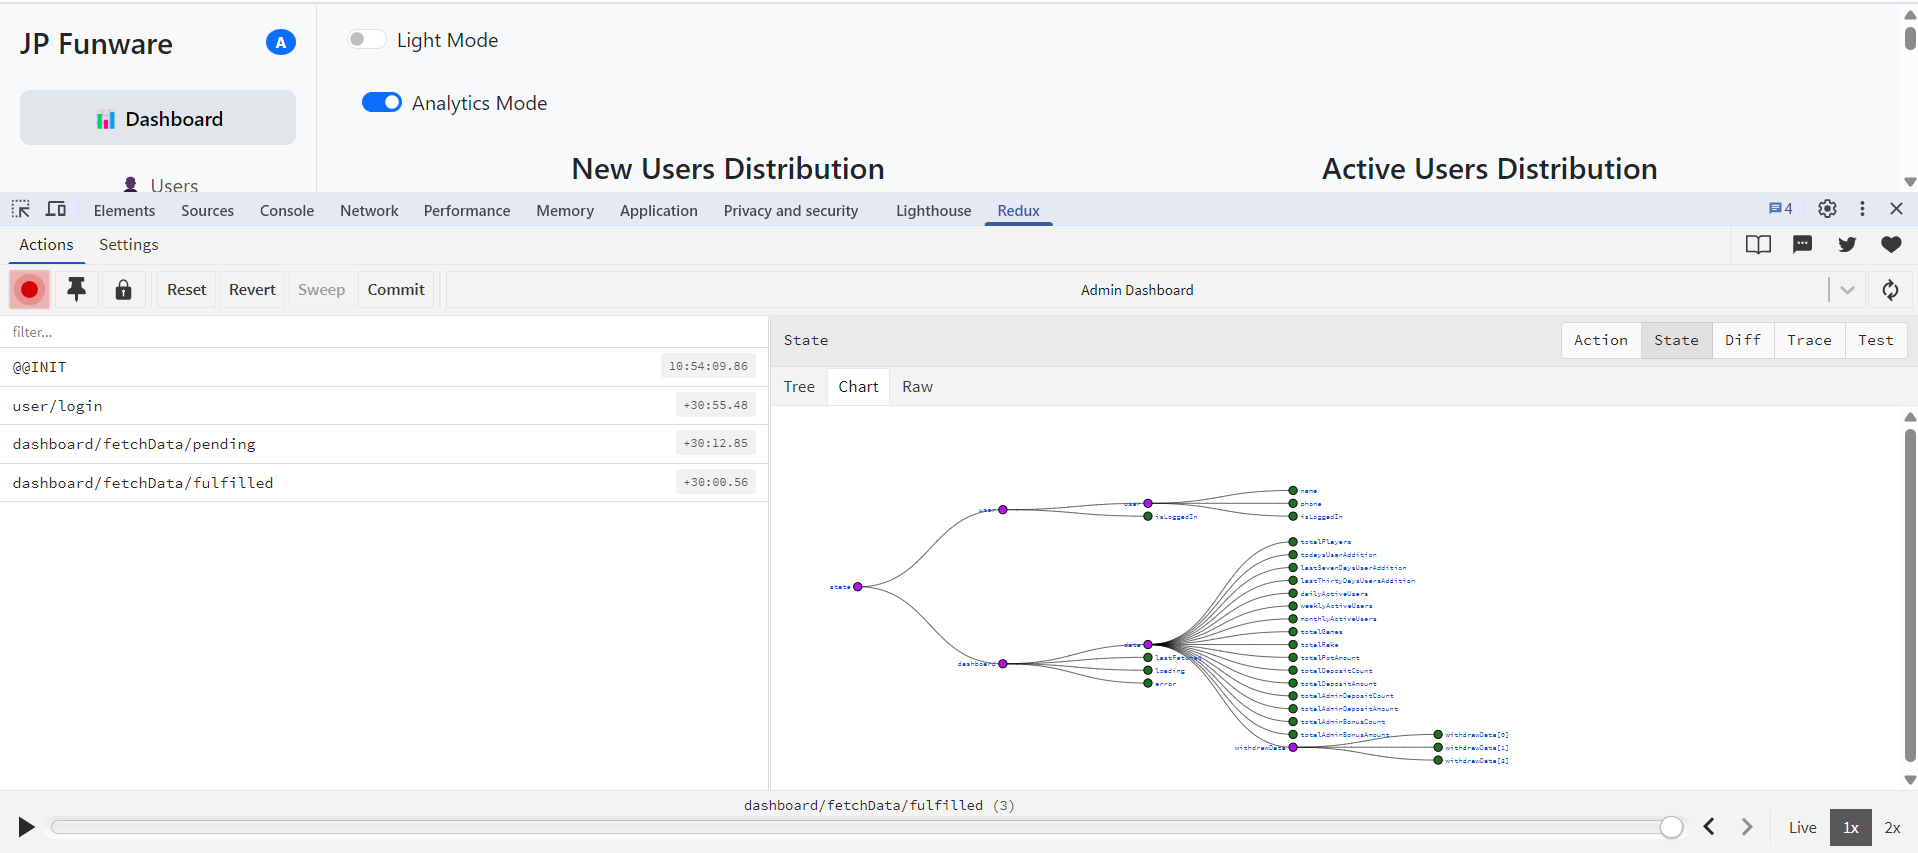 JP Funware
A
Light Mode
Analytics Mode
Dashboard
Users
New Users Distribution
Active Users Distribution
Elements
Sources
Console
Network
Performance
Memory
Application
Privacy and security
Lighthouse
Redux
4
Actions
Settings
Reset
Revert
Sweep
Commit
Admin Dashboard
filter...
@@INIT
10:54:09.86
user/login
+30:55.48
dashboard/fetchData/pending
+30:12.85
dashboard/fetchData/fulfilled
+30:00.56
State
Action
State
Diff
Trace
Test
Tree
Chart
Raw
state
user
user
isLoggedIn
name
phone
isLoggedIn
dashboard
data
lastFetched
loading
error
totalPlayers
todaysUserAddition
lastSevenDaysUserAddition
lastThirtyDaysUsersAddition
dailyActiveUsers
weeklyActiveUsers
monthlyActiveUsers
totalGames
totalRake
totalPotAmount
totalDepositCount
totalDepositAmount
totalAdminDepositCount
totalAdminDepositAmount
totalAdminBonusCount
totalAdminBonusAmount
withdrawData
withdrawData[0]
withdrawData[1]
withdrawData[2]
dashboard/fetchData/fulfilled (3)
Live
1x
2x